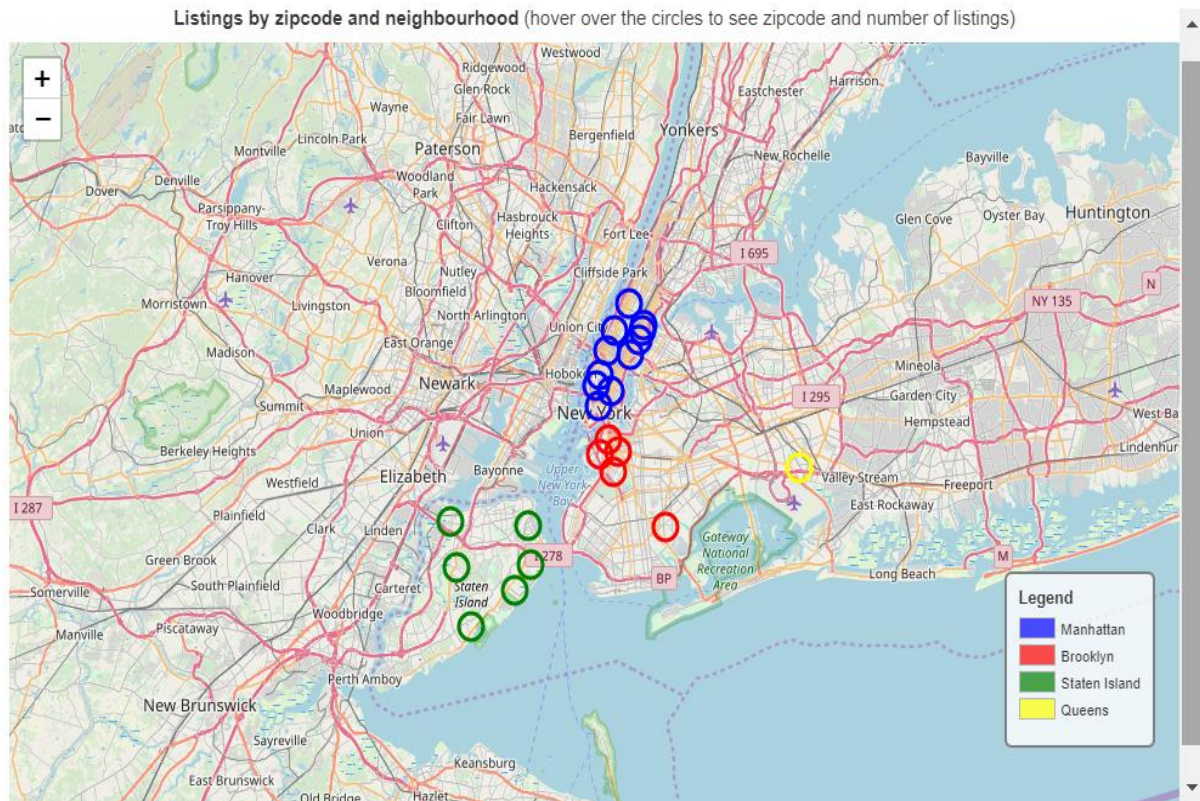 Listings by zipcode and neighbourhood (hover over the circles to see zipcode and number of listings)
+
−
Westwood
Ridgewood
Glen Rock
Eastchester
Harrison
Wayne
Fair Lawn
Bergenfield
Yonkers
Lincoln Park
Paterson
New Rochelle
Montville
Bayville
Denville
Woodland
Park
Hackensack
Dover
Parsippany-
Troy Hills
Clifton
Hasbrouck
Heights
Fort Lee
Glen Cove
Oyster Bay
Huntington
Verona
I 695
Hanover
Nutley
Cliffside Park
Livingston
Bloomfield
N
Morristown
North Arlington
Union City
NY 135
East Orange
Madison
Mineola
Newark
Hoboke
Maplewood
I 295
Garden City
Summit
New York
Hempstead
West Ba
Union
Berkeley Heights
Lindenhur
Elizabeth
Bayonne
Upper
New York
Bay
Valley Stream
Westfield
Freeport
I 287
East Rockaway
Plainfield
Clark
Linden
Gateway
National
Recreation
Area
Green Brook
I 278
M
South Plainfield
Carteret
Staten
Island
BP
Long Beach
Somerville
Woodbridge
Manville
Piscataway
Perth Amboy
New Brunswick
Sayreville
Keansburg
East Brunswick
Old Bridge
Hazlet
Legend
Manhattan
Brooklyn
Staten Island
Queens